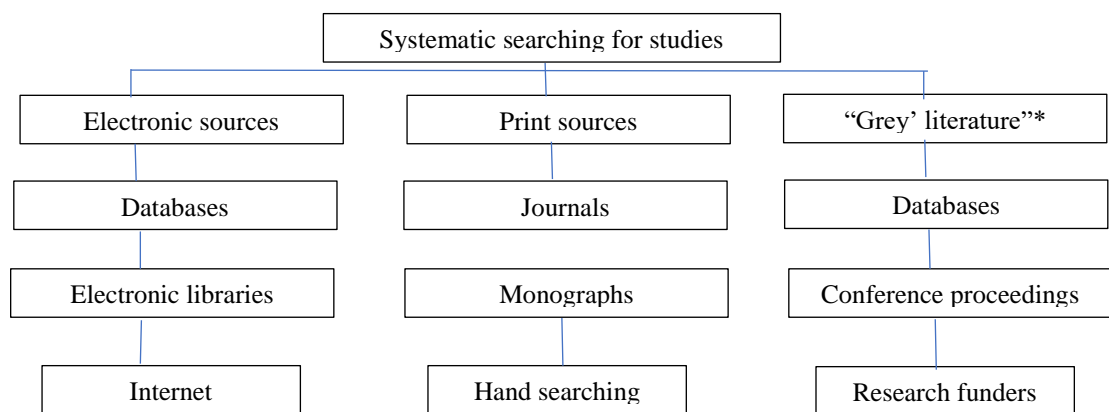 Systematic searching for studies
Electronic sources
Print sources
“Grey’ literature”*
Databases
Journals
Databases
Electronic libraries
Monographs
Conference proceedings
Internet
Hand searching
Research funders